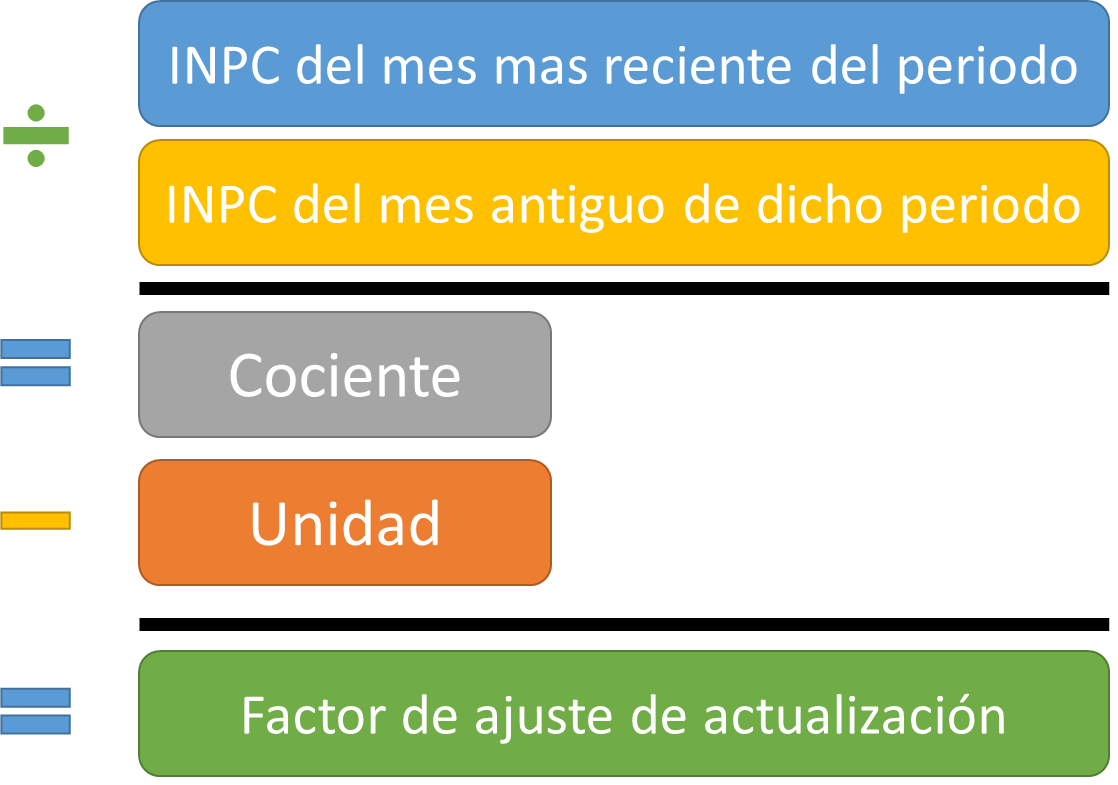 INPC del mes mas reciente del periodo
INPC del mes antiguo de dicho periodo
Cociente
Unidad
Factor de ajuste de actualización